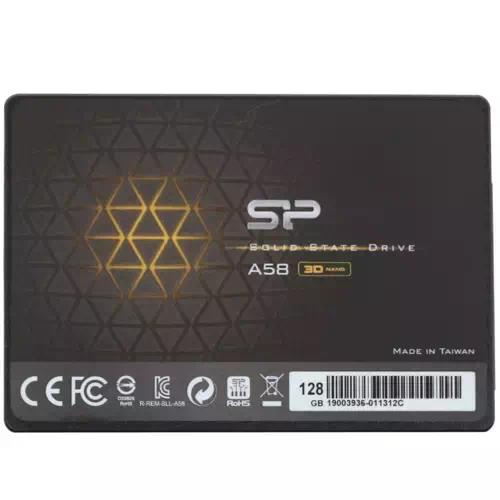 SP
SOLID STATE DRIVE
A58 3D NAND
MADE IN TAIWAN
CE FC RoHS R-REM-SLL-A58 RoHS
128
GB 19003936-011312C